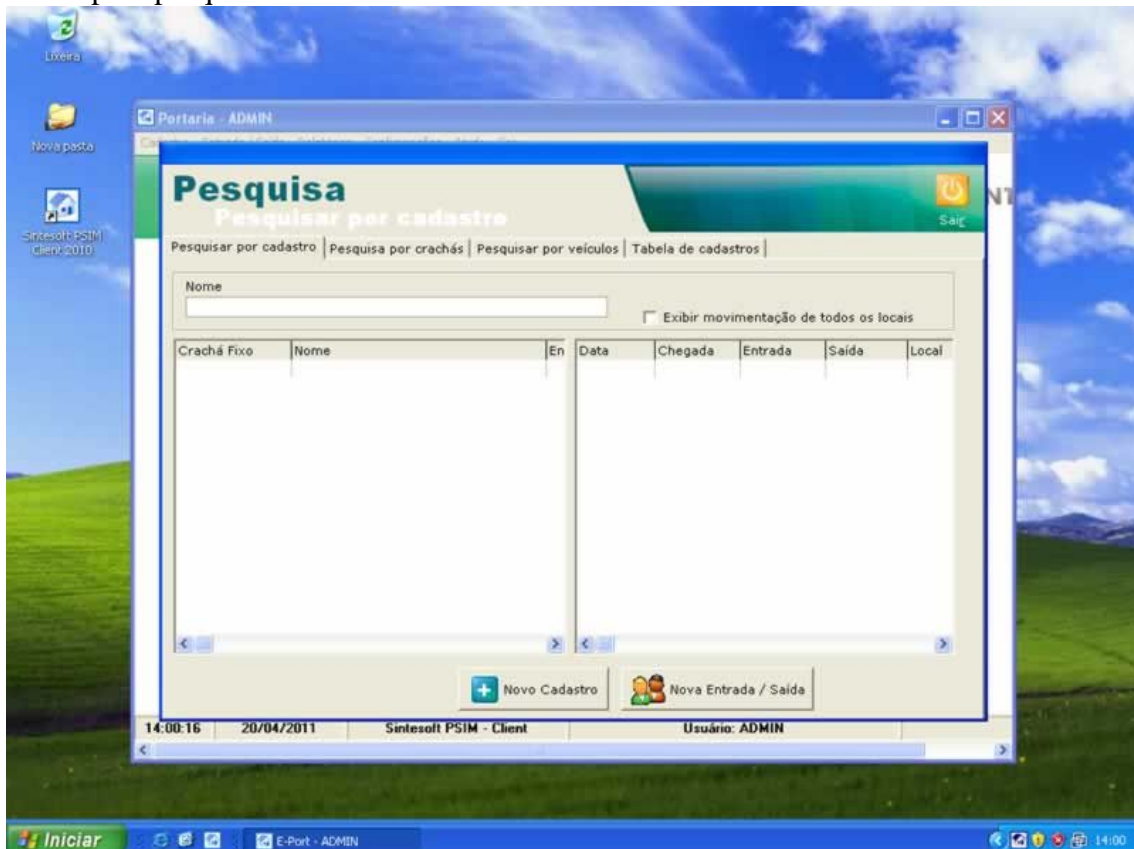 Lixeira
Nova pasta
Sintesoft PSIM
Client 2010
Portaria - ADMIN
Pesquisa
Pesquisar por cadastro
Sair
Pesquisar por cadastro
Pesquisa por crachás
Pesquisar por veículos
Tabela de cadastros
Nome
Exibir movimentação de todos os locais
Crachá Fixo Nome En
Data Chegada Entrada Saída Local
Novo Cadastro
Nova Entrada / Saída
14:00:16 20/04/2011 Sintesoft PSIM - Client Usuário: ADMIN
Iniciar
E-Port - ADMIN
14:00